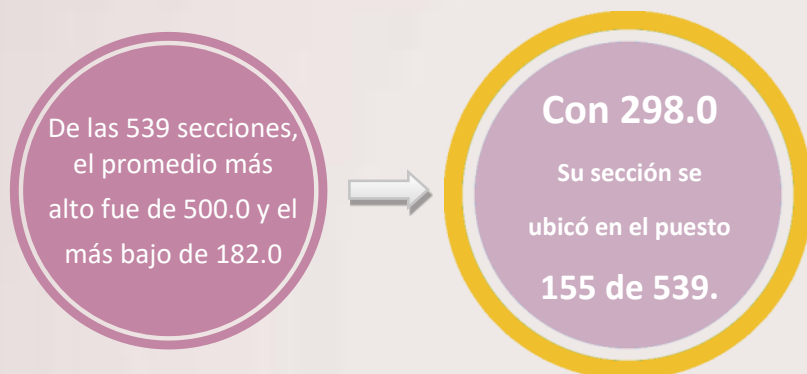 De las 539 secciones,
el promedio más
alto fue de 500.0 y el
más bajo de 182.0
Con 298.0
Su sección se
ubicó en el puesto
155 de 539.